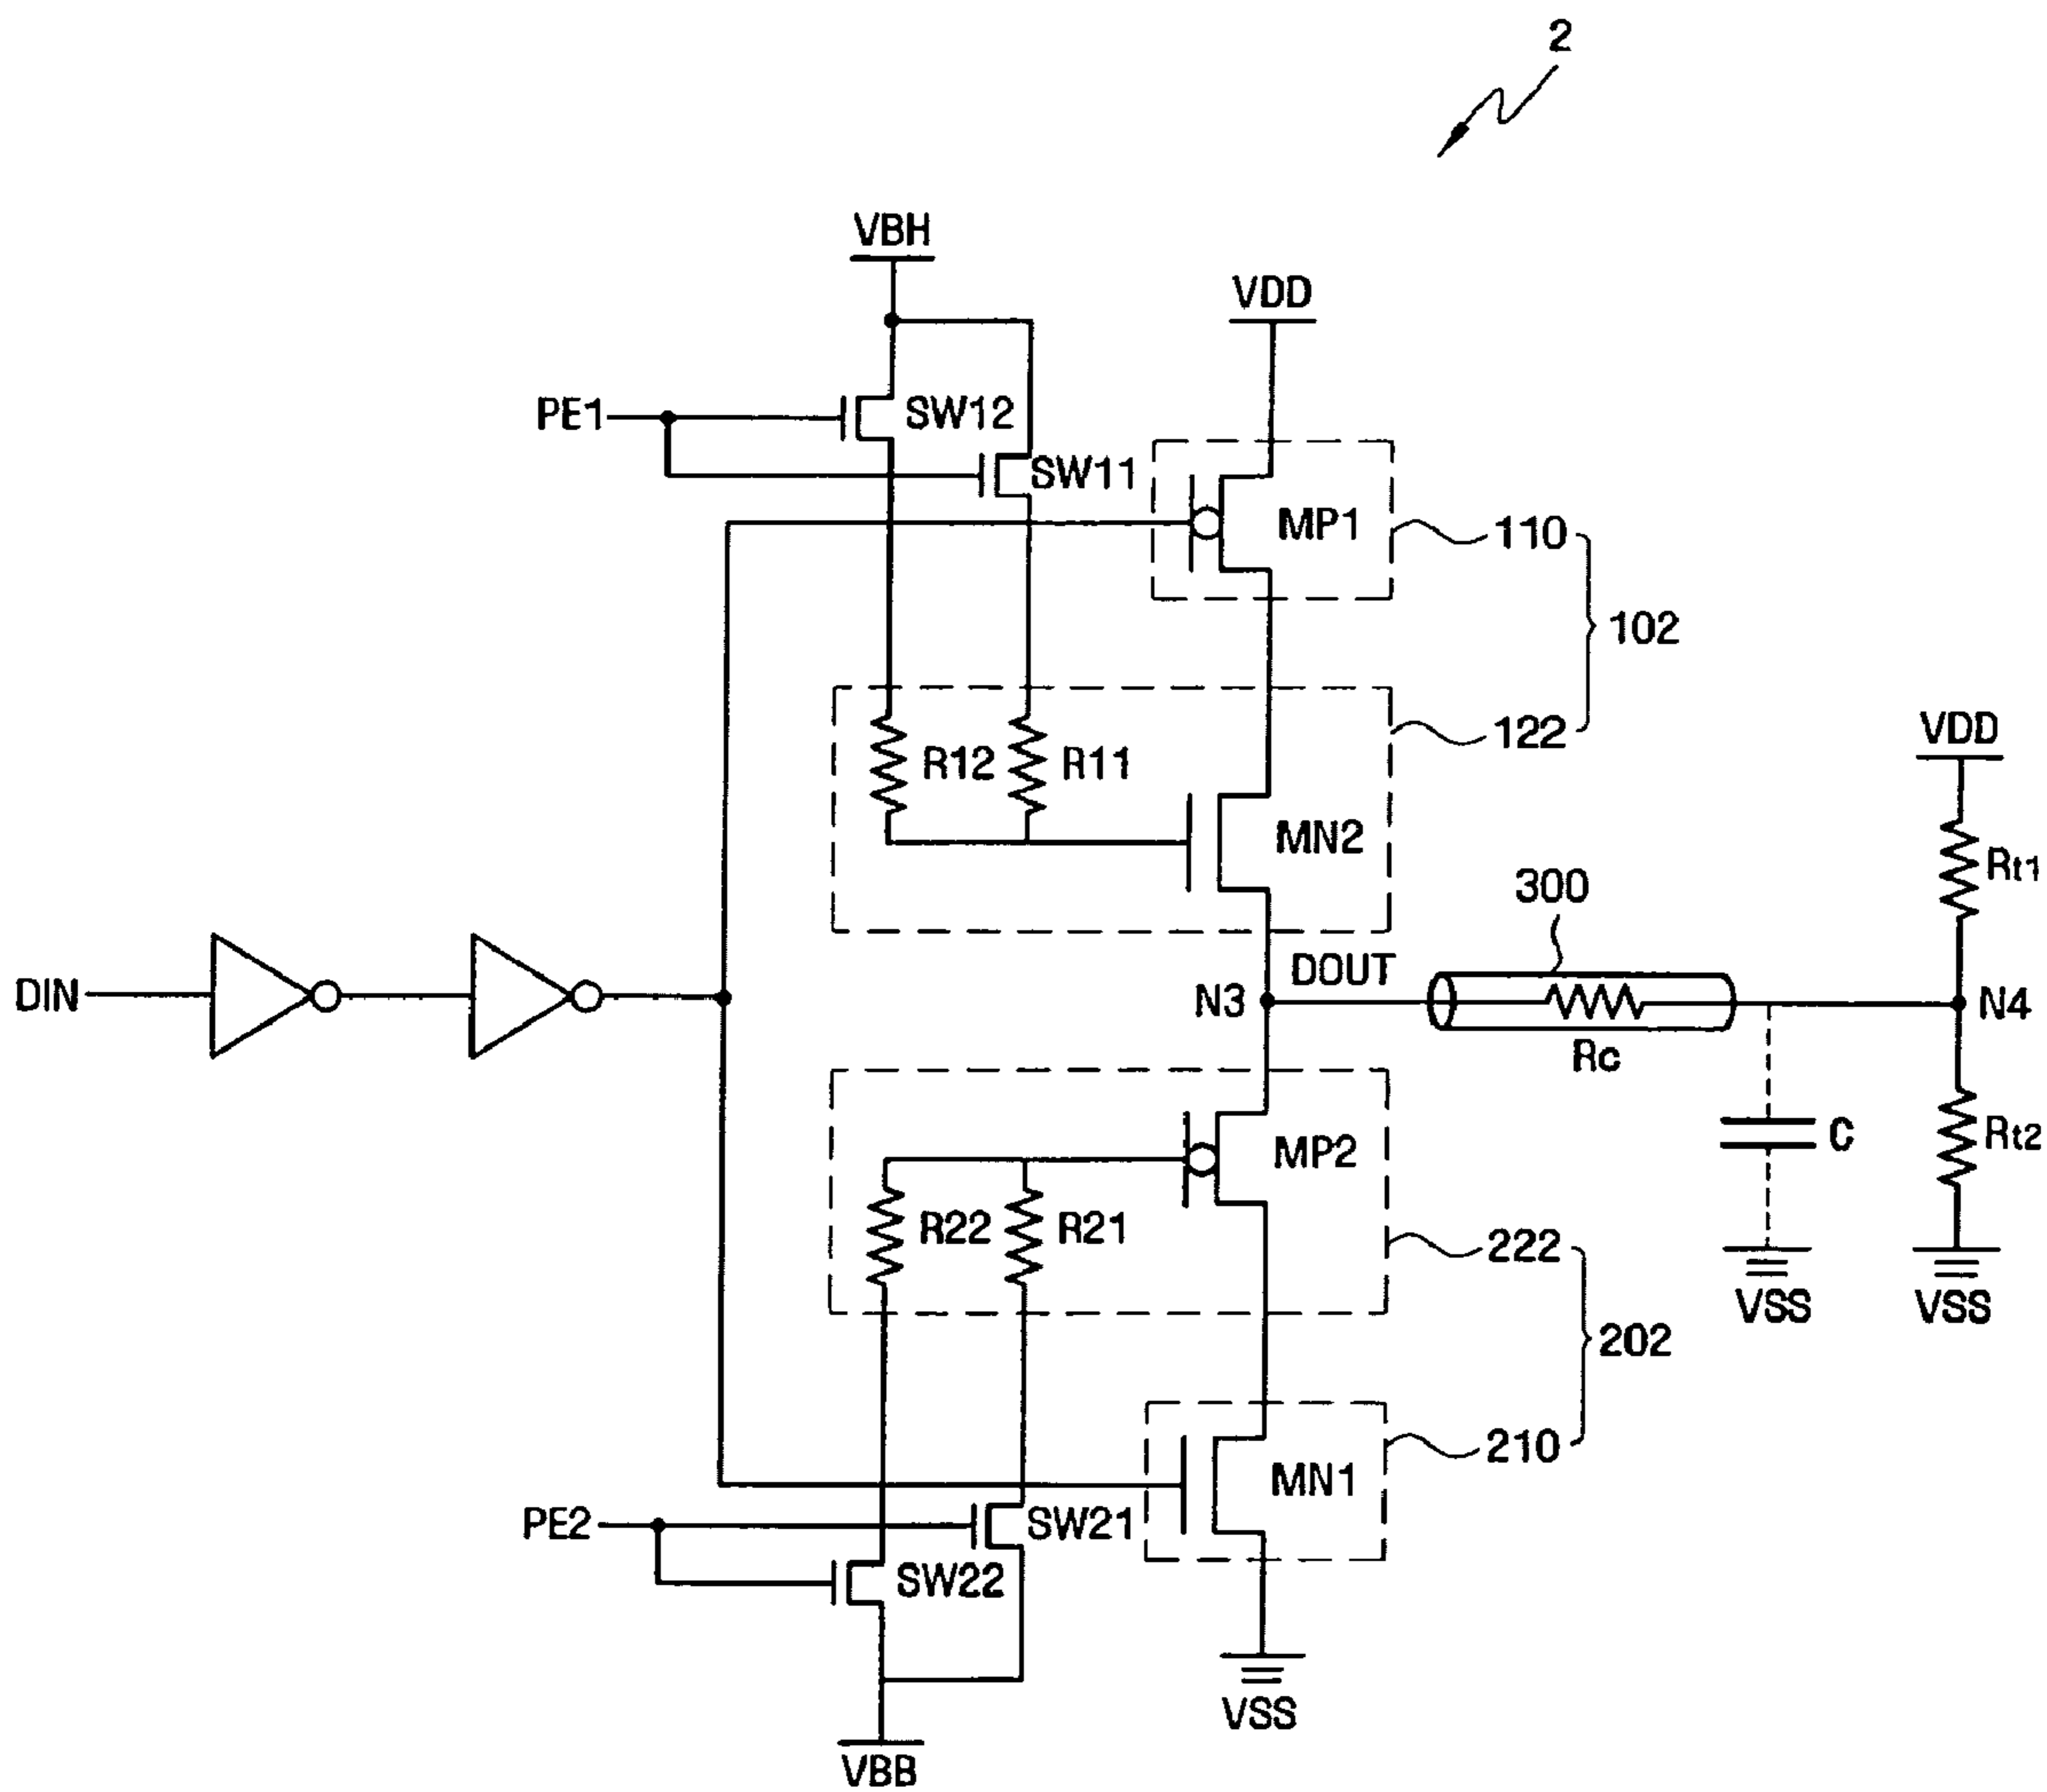 2
VBH
VDD
PE1
SW12
SW11
MP1
110
102
122
VDD
R12
R11
MN2
Rt1
300
DIN
DOUT
N3
N4
Rc
MP2
C
Rt2
R22
R21
222
VSS
VSS
202
210
MN1
PE2
SW21
SW22
VSS
VBB